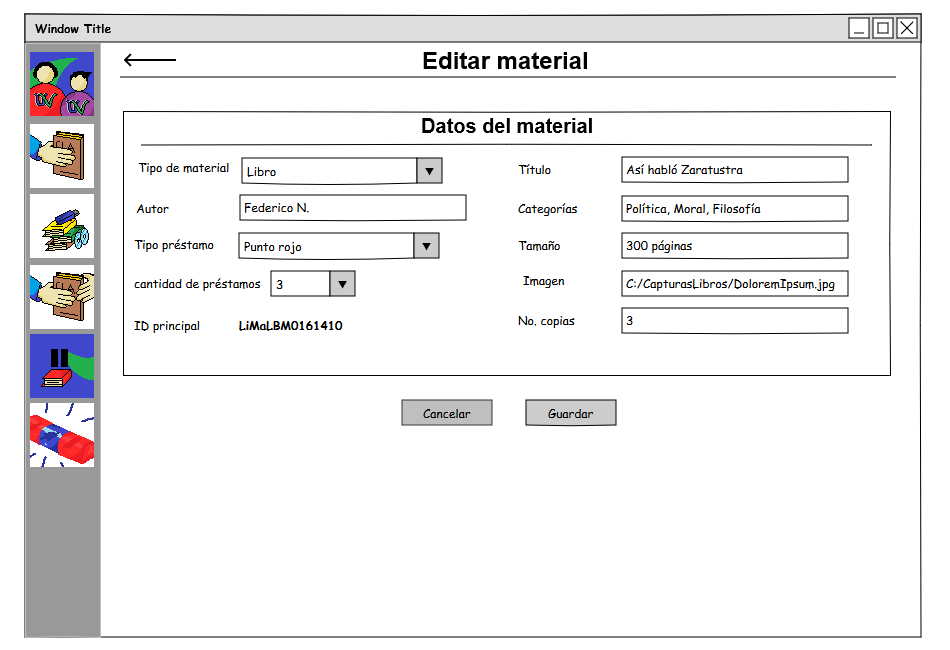 Window Title
Editar material
Datos del material
Tipo de material Libro Título Así habló Zaratustra
Autor Federico N. Categorías Política, Moral, Filosofía
Tipo préstamo Punto rojo Tamaño 300 páginas
cantidad de préstamos 3 Imagen C:/CapturasLibros/DoloremIpsum.jpg
ID principal LiMaLBM0161410 No. copias 3
Cancelar Guardar